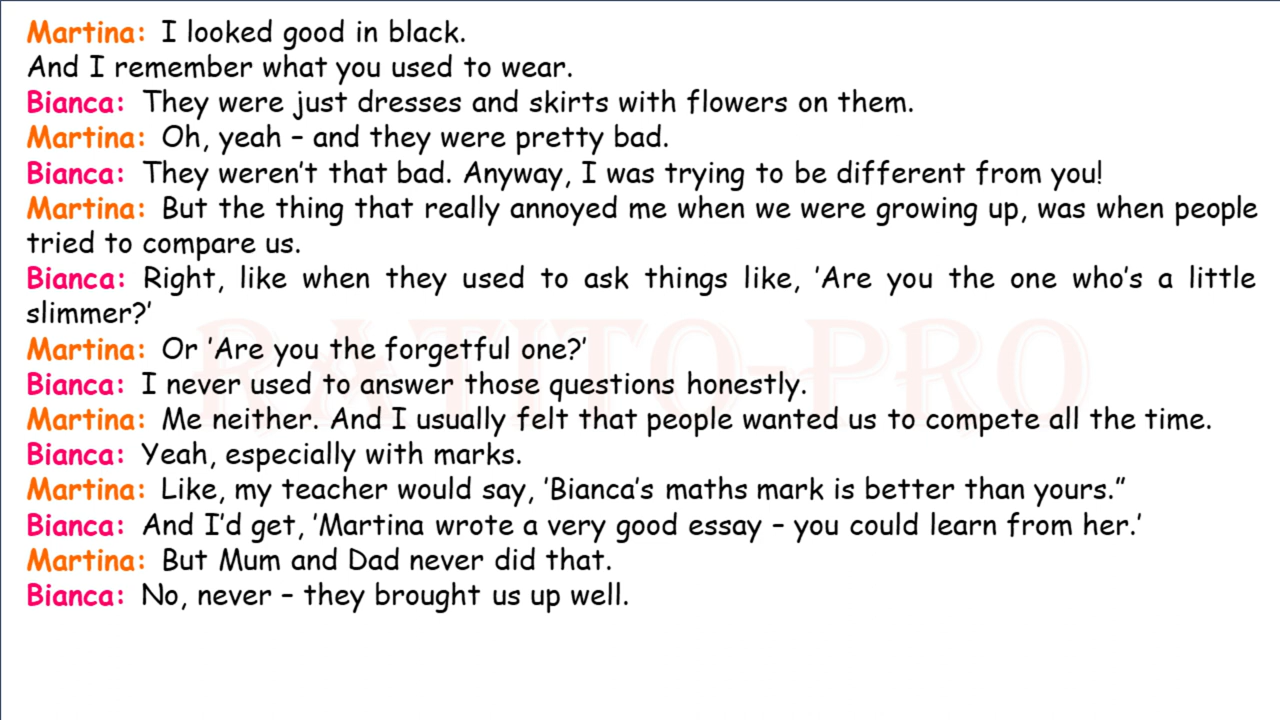 Martina: I looked good in black.
And I remember what you used to wear.
Bianca: They were just dresses and skirts with flowers on them.
Martina: Oh, yeah – and they were pretty bad.
Bianca: They weren't that bad. Anyway, I was trying to be different from you!
Martina: But the thing that really annoyed me when we were growing up, was when people
tried to compare us.
Bianca: Right, like when they used to ask things like, 'Are you the one who's a little
slimmer?'
Martina: Or 'Are you the forgetful one?'
Bianca: I never used to answer those questions honestly.
Martina: Me neither. And I usually felt that people wanted us to compete all the time.
Bianca: Yeah, especially with marks.
Martina: Like, my teacher would say, 'Bianca's maths mark is better than yours."
Bianca: And I'd get, 'Martina wrote a very good essay – you could learn from her.'
Martina: But Mum and Dad never did that.
Bianca: No, never – they brought us up well.
RATITO-PRO